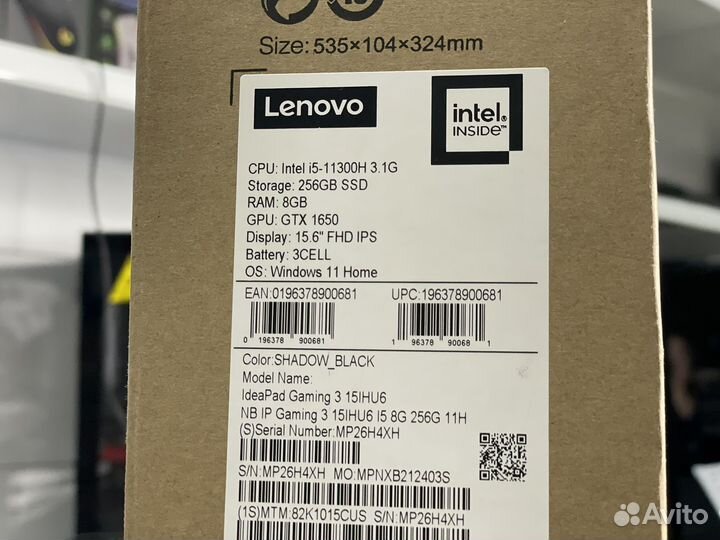 Size: 535×104×324mm
Lenovo
intel.
INSIDE™
CPU: Intel i5-11300H 3.1G
Storage: 256GB SSD
RAM: 8GB
GPU: GTX 1650
Display: 15.6" FHD IPS
Battery: 3CELL
OS: Windows 11 Home
EAN:0196378900681 UPC:196378900681
0 196378 900681 1 96378 90068 1
Color:SHADOW_BLACK
Model Name:
IdeaPad Gaming 3 15IHU6
NB IP Gaming 3 15IHU6 I5 8G 256G 11H
(S)Serial Number:MP26H4XH
S/N:MP26H4XH MO:MPNXB212403S
(1S)MTM:82K1015CUS S/N:MP26H4XH
Avito